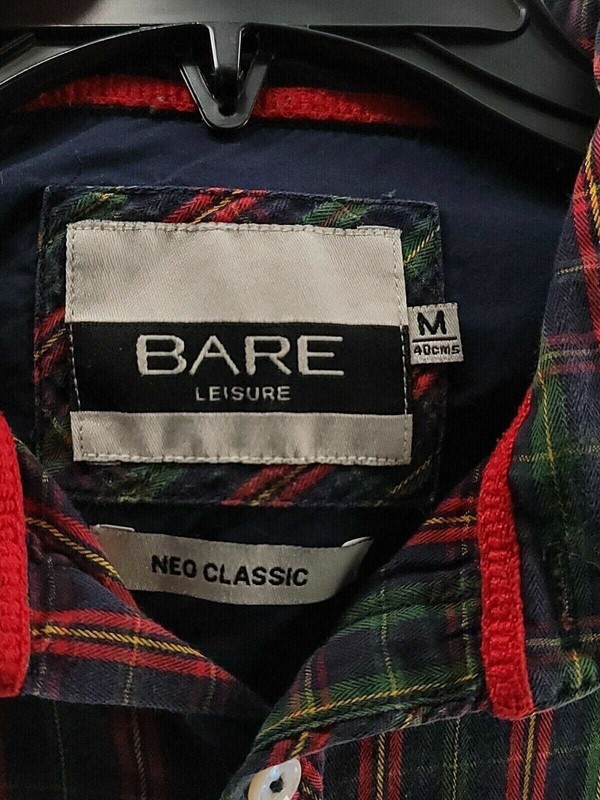 BARE
LEISURE
M
40cms
NEO CLASSIC